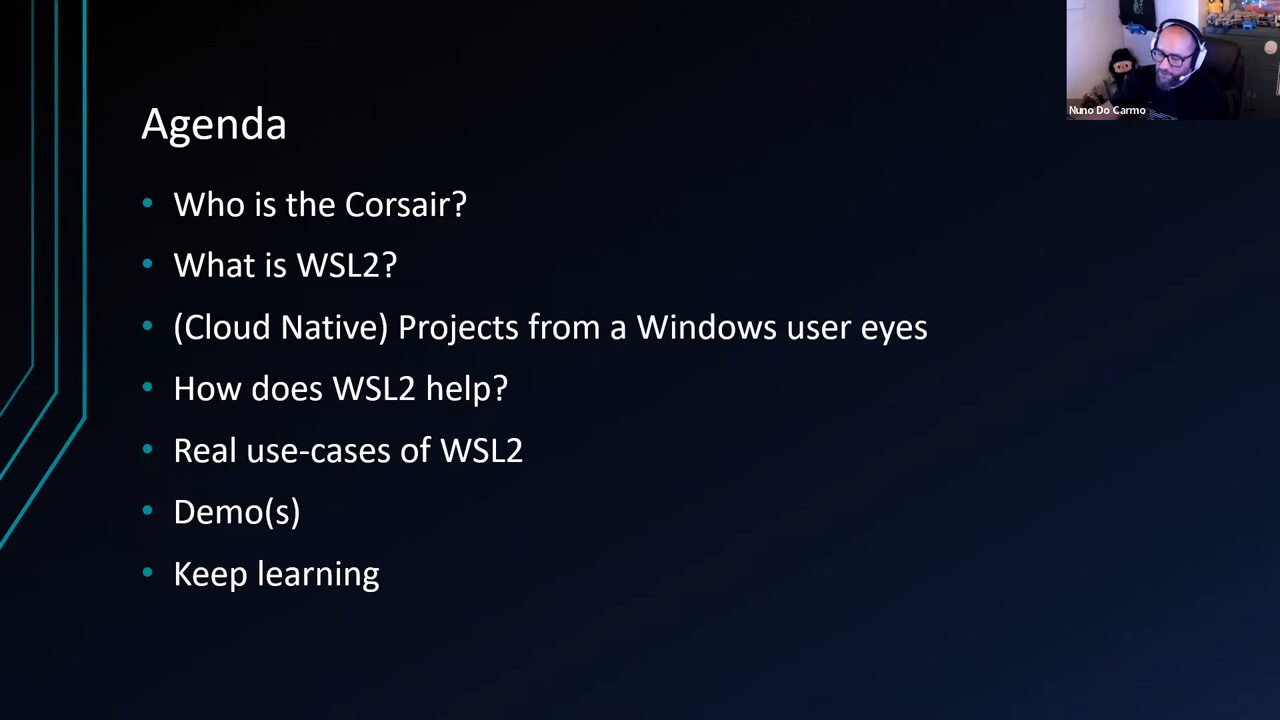 Agenda
• Who is the Corsair?
• What is WSL2?
• (Cloud Native) Projects from a Windows user eyes
• How does WSL2 help?
• Real use-cases of WSL2
• Demo(s)
• Keep learning
Nuno Do Carmo